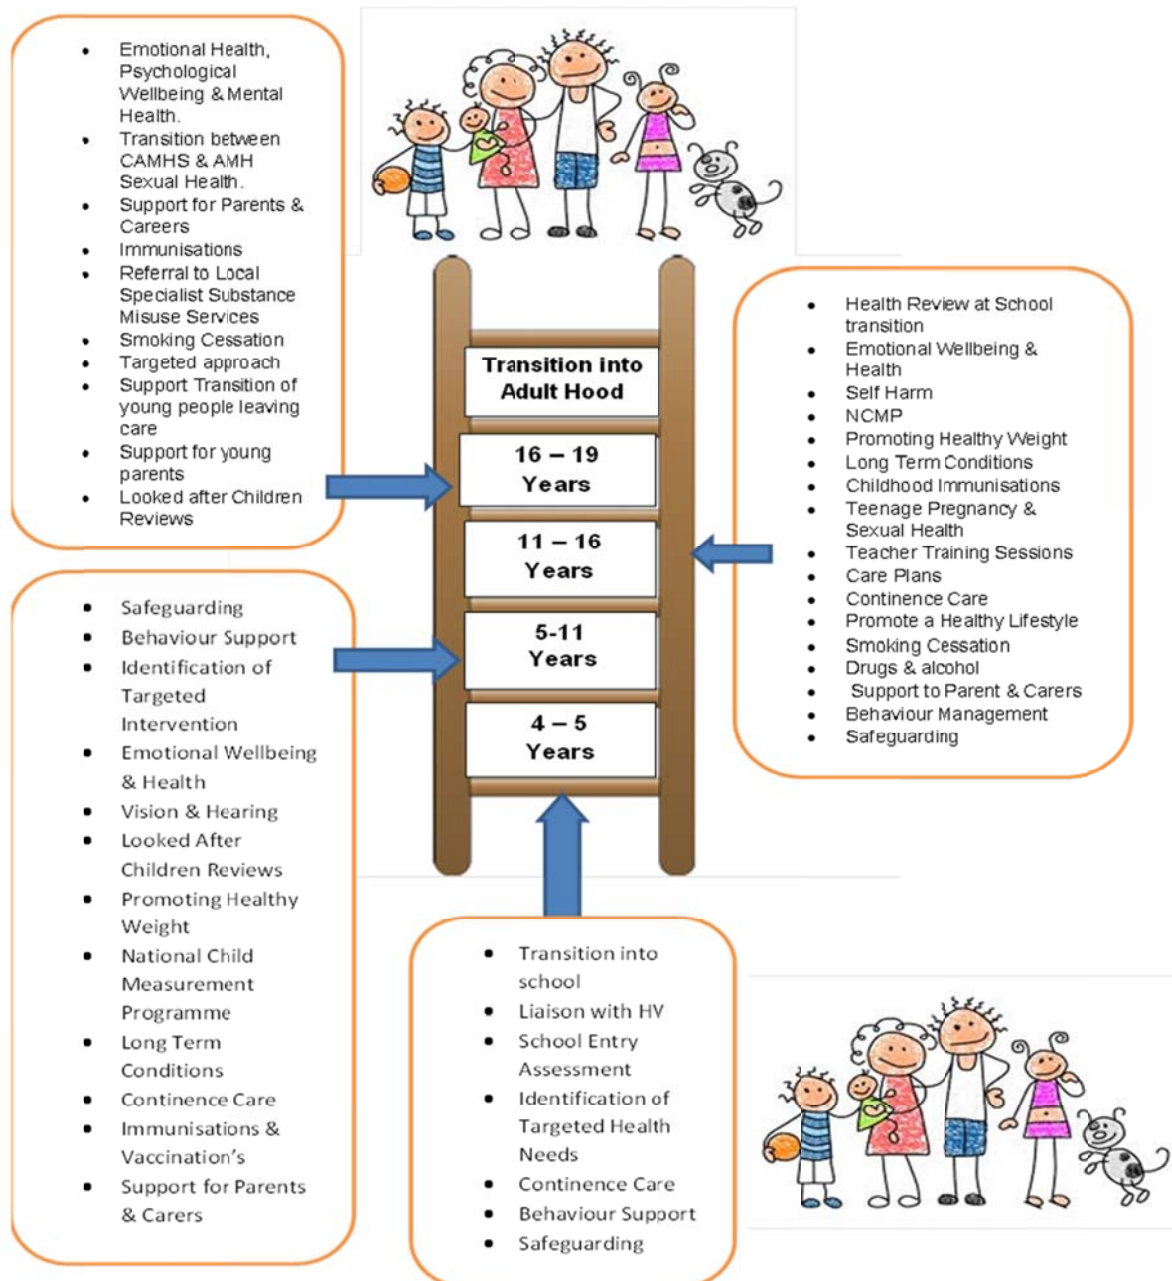 Emotional Health,
Psychological
Wellbeing & Mental
Health.
Transition between
CAMHS & AMH
Sexual Health.
Support for Parents &
Careers
Immunisations
Referral to Local
Specialist Substance
Misuse Services
Smoking Cessation
Targeted approach
Support Transition of
young people leaving
care
Support for young
parents
Looked after Children
Reviews
Transition into
Adult Hood
16 – 19
Years
11 – 16
Years
5-11
Years
4 – 5
Years
Health Review at School
transition
Emotional Wellbeing &
Health
Self Harm
NCMP
Promoting Healthy Weight
Long Term Conditions
Childhood Immunisations
Teenage Pregnancy &
Sexual Health
Teacher Training Sessions
Care Plans
Continence Care
Promote a Healthy Lifestyle
Smoking Cessation
Drugs & alcohol
Support to Parent & Carers
Behaviour Management
Safeguarding
Safeguarding
Behaviour Support
Identification of
Targeted
Intervention
Emotional Wellbeing
& Health
Vision & Hearing
Looked After
Children Reviews
Promoting Healthy
Weight
National Child
Measurement
Programme
Long Term
Conditions
Continence Care
Immunisations &
Vaccination’s
Support for Parents
& Carers
Transition into
school
Liaison with HV
School Entry
Assessment
Identification of
Targeted Health
Needs
Continence Care
Behaviour Support
Safeguarding